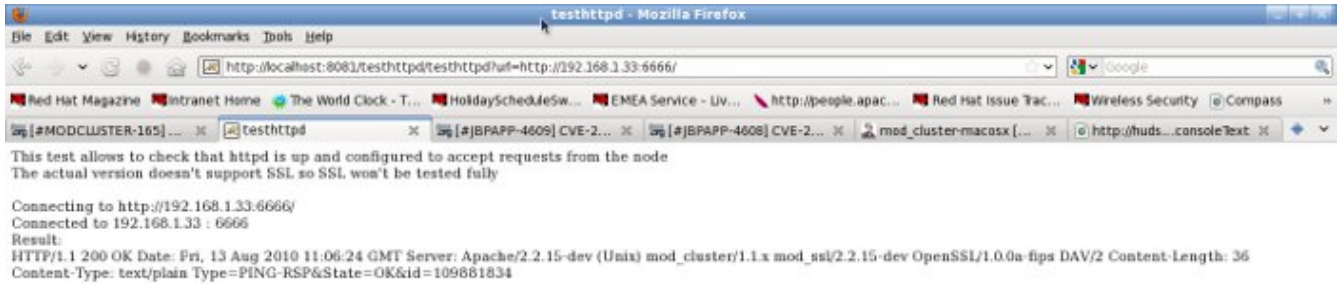 testhttpd - Mozilla Firefox
File Edit View History Bookmarks Tools Help
http://localhost:8081/testhttpd/testhttpd?url=http://192.168.1.33:6666/ Google
Red Hat Magazine Intranet Home The World Clock - T... HolidayScheduleSw... EMEA Service - Liv... http://people.apac... Red Hat Issue Trac... Wireless Security Compass »
[#MODCLUSTER-165] ... testhttpd [#JBPAPP-4609] CVE-2... [#JBPAPP-4608] CVE-2... mod_cluster-macosx [... http://huds...consoleText
This test allows to check that httpd is up and configured to accept requests from the node
The actual version doesn't support SSL so SSL won't be tested fully
Connecting to http://192.168.1.33:6666/
Connected to 192.168.1.33 : 6666
Result:
HTTP/1.1 200 OK Date: Fri, 13 Aug 2010 11:06:24 GMT Server: Apache/2.2.15-dev (Unix) mod_cluster/1.1.x mod_ssl/2.2.15-dev OpenSSL/1.0.0a-fips DAV/2 Content-Length: 36
Content-Type: text/plain Type=PING-RSP&State=OK&id=109881834